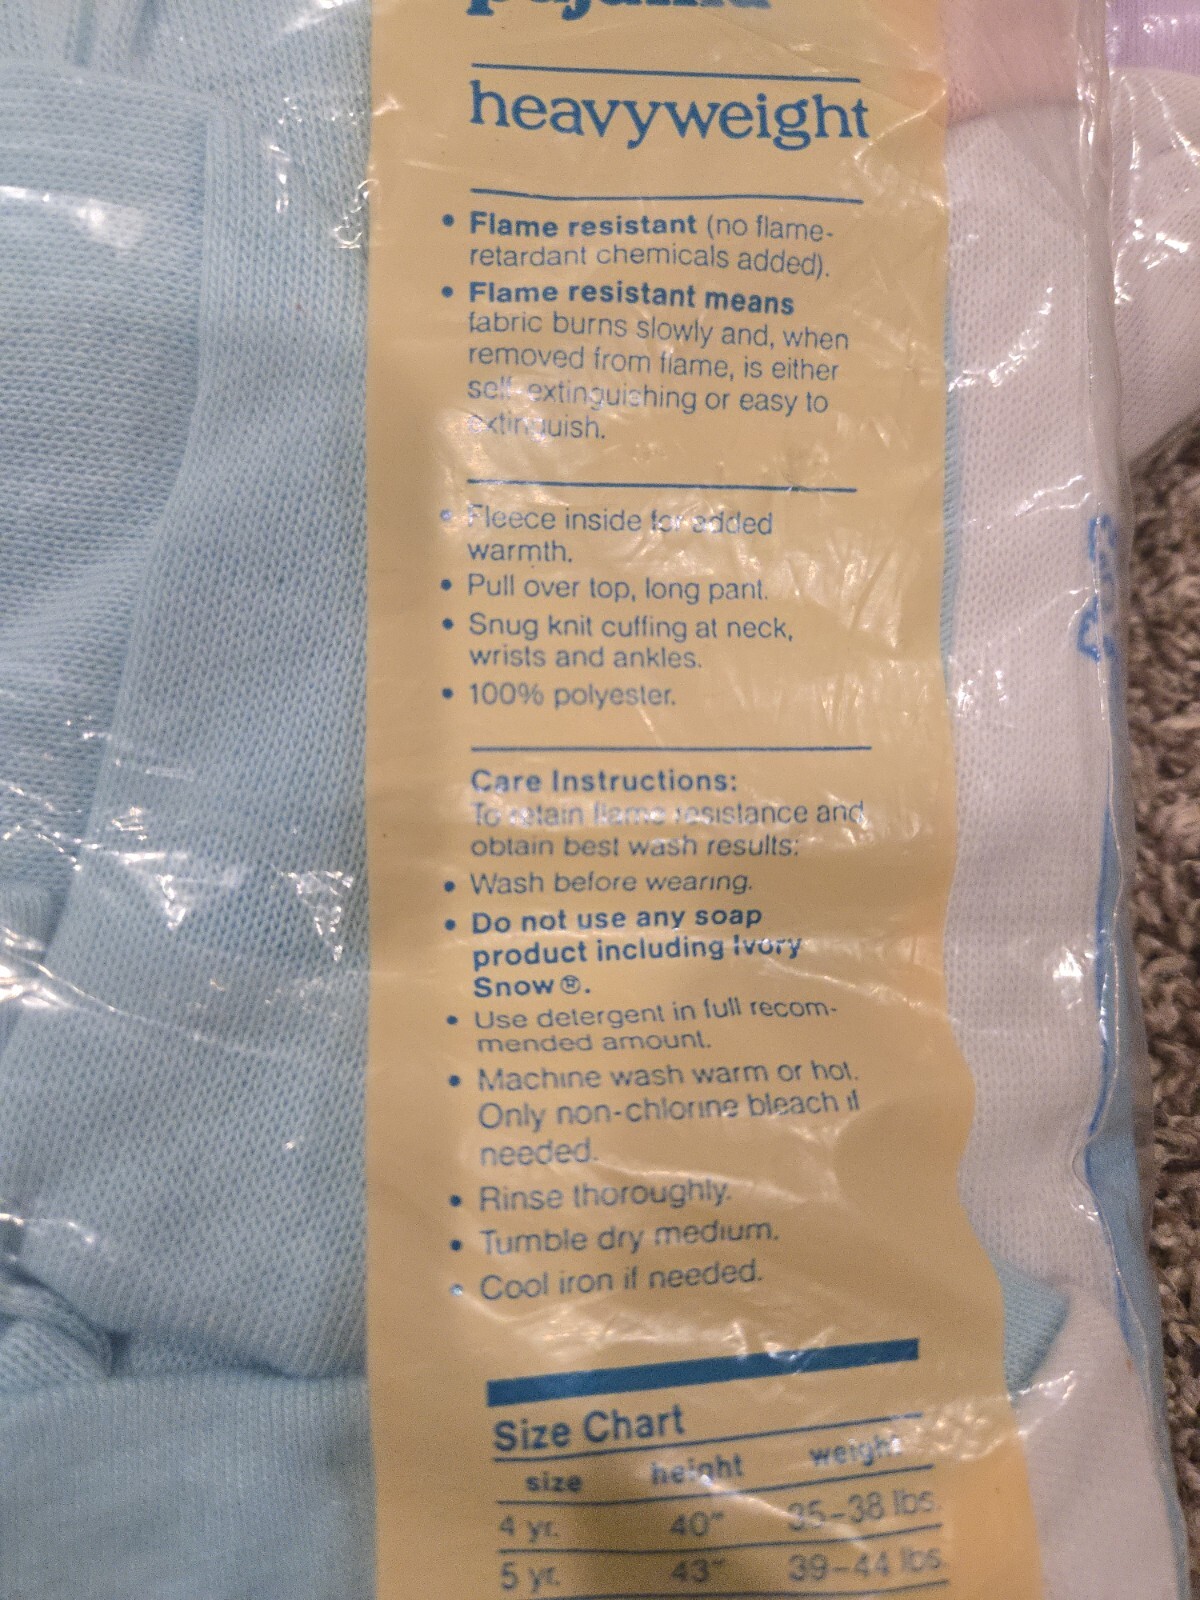 pajama
heavyweight
• Flame resistant (no flame-
retardant chemicals added).
• Flame resistant means
fabric burns slowly and, when
removed from flame, is either
self-extinguishing or easy to
extinguish.
• Fleece inside for added
warmth.
• Pull over top, long pant.
• Snug knit cuffing at neck,
wrists and ankles.
• 100% polyester.
Care Instructions:
To retain flame resistance and
obtain best wash results:
• Wash before wearing.
• Do not use any soap
product including Ivory
Snow®.
• Use detergent in full recom-
mended amount.
• Machine wash warm or hot.
Only non-chlorine bleach if
needed.
• Rinse thoroughly.
• Tumble dry medium.
• Cool iron if needed.
Size Chart
size height weight
4 yr. 40" 35-38 lbs.
5 yr. 43" 39-44 lbs.